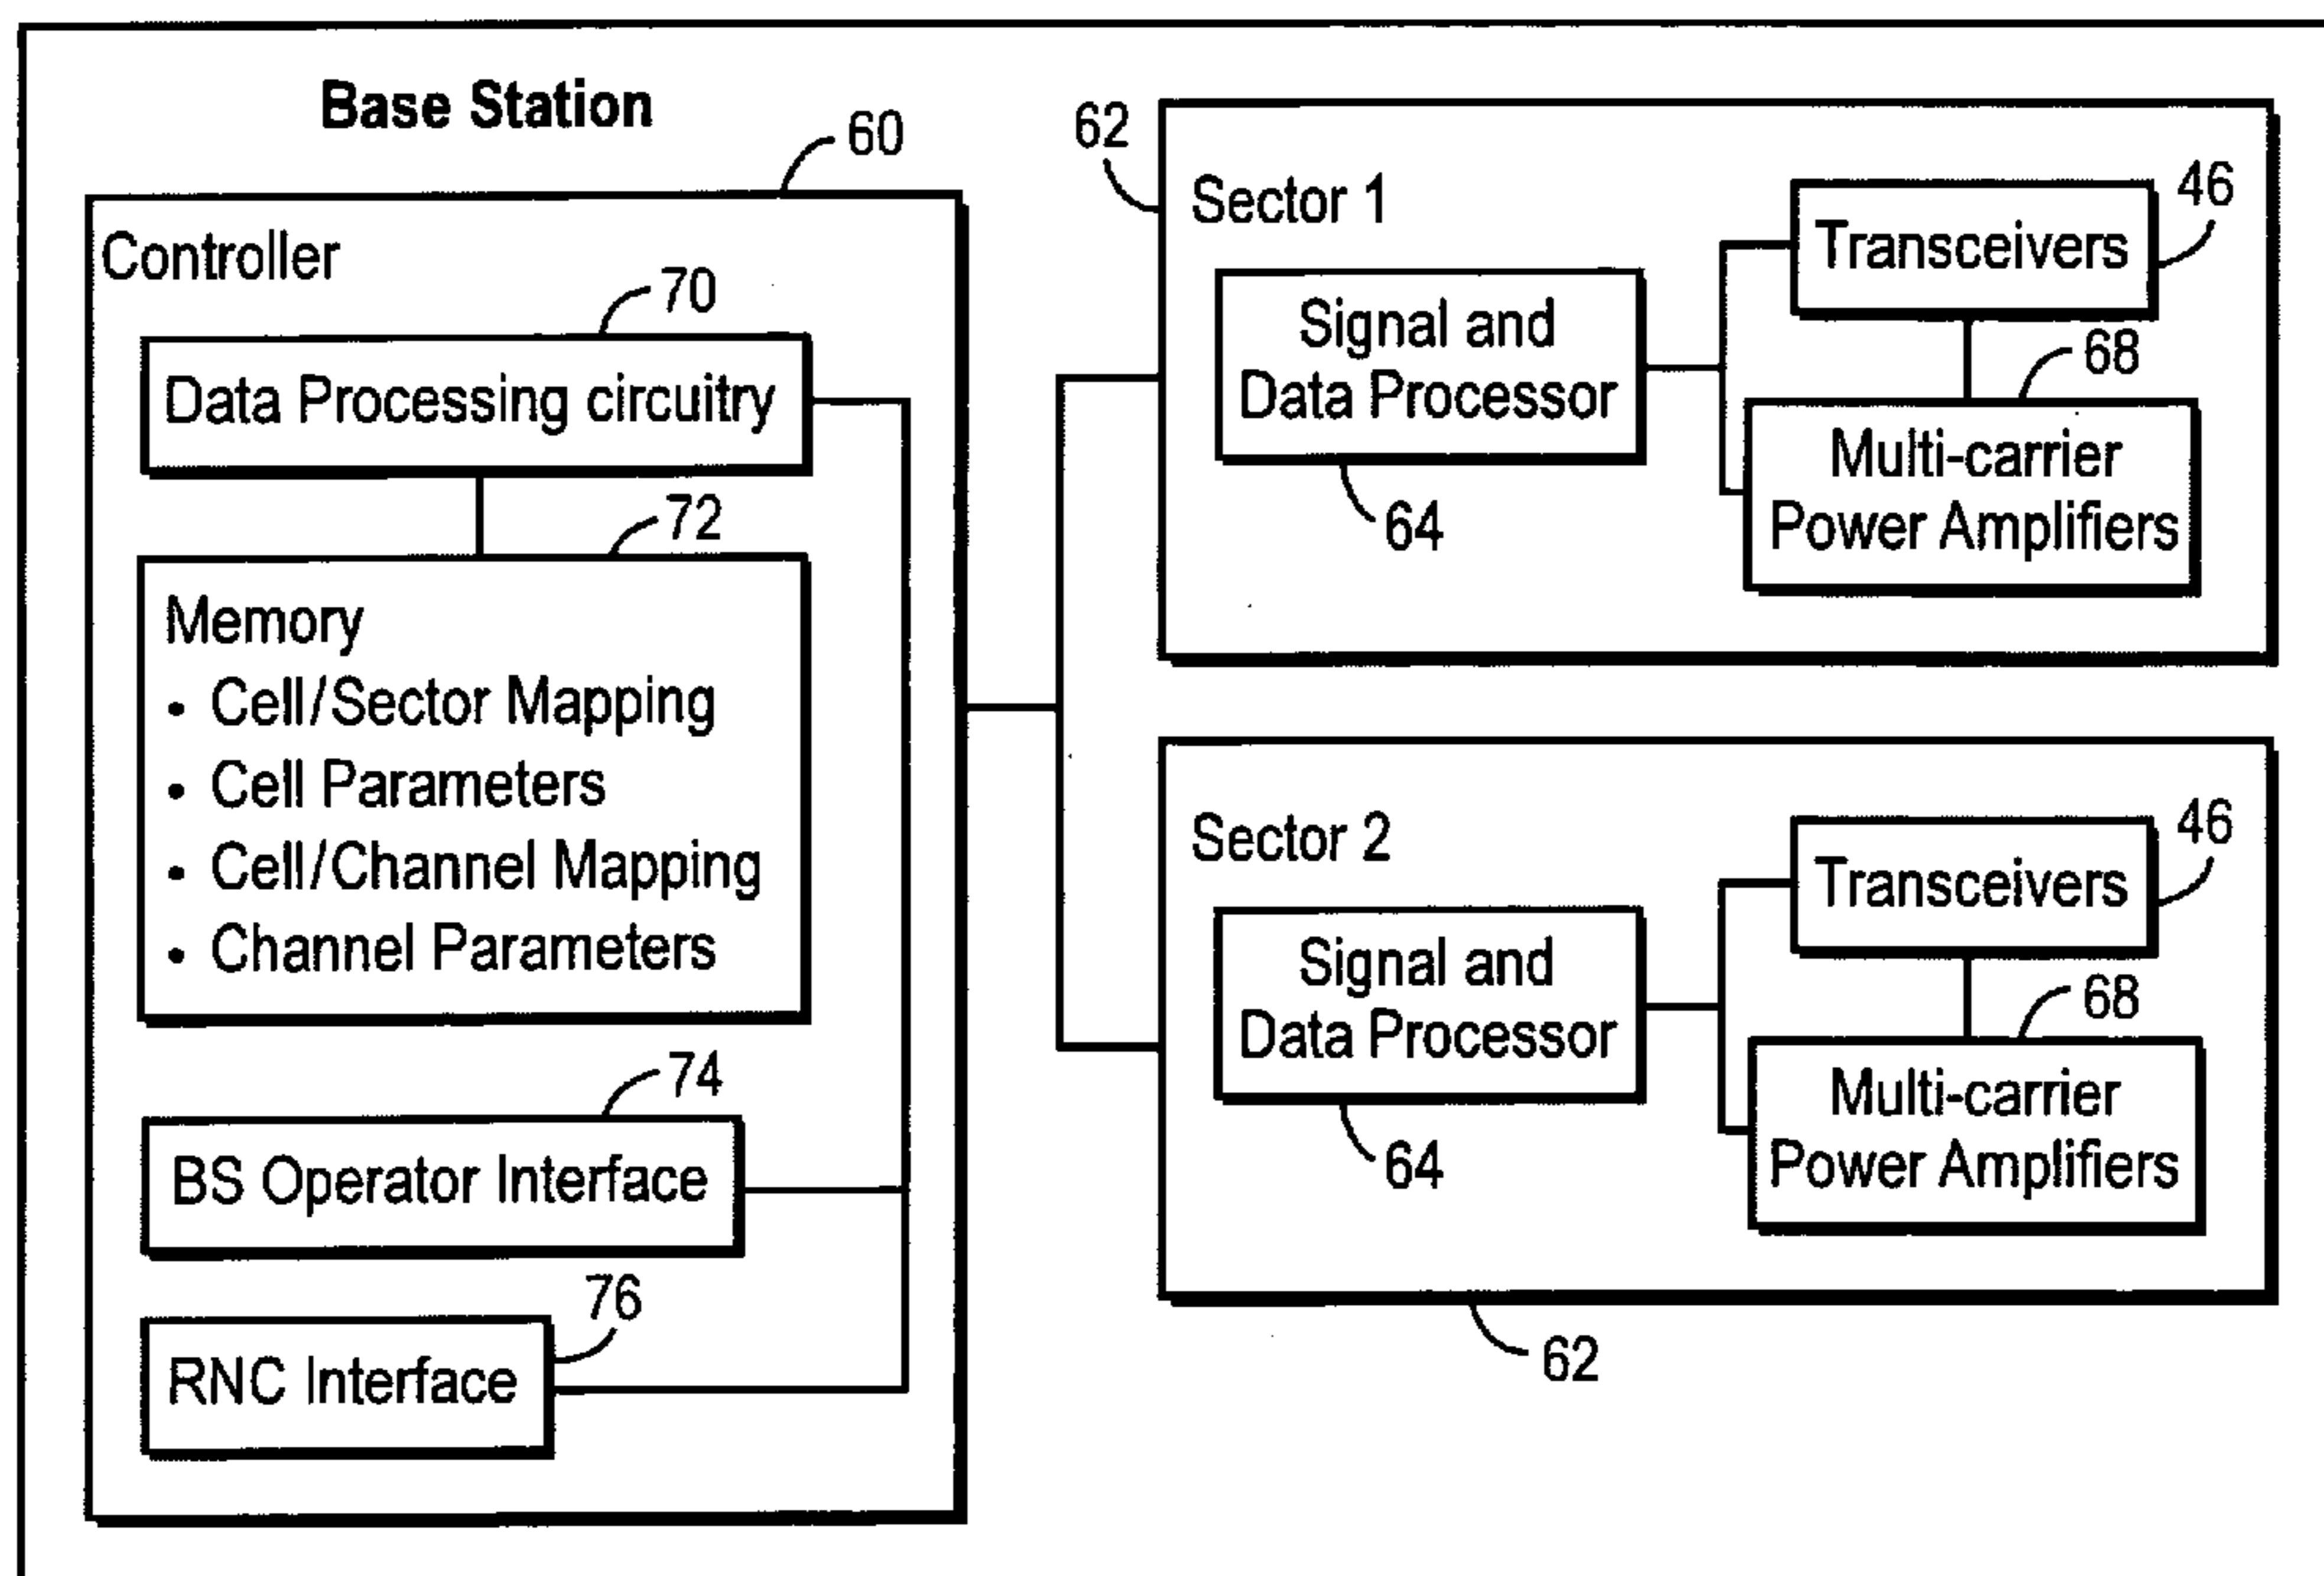 Base Station
60
Controller
70
Data Processing circuitry
72
Memory
• Cell/Sector Mapping
• Cell Parameters
• Cell/Channel Mapping
• Channel Parameters
74
BS Operator Interface
76
RNC Interface
62
Sector 1
46
Transceivers
Signal and
Data Processor
64
68
Multi-carrier
Power Amplifiers
Sector 2
46
Transceivers
Signal and
Data Processor
64
68
Multi-carrier
Power Amplifiers
62